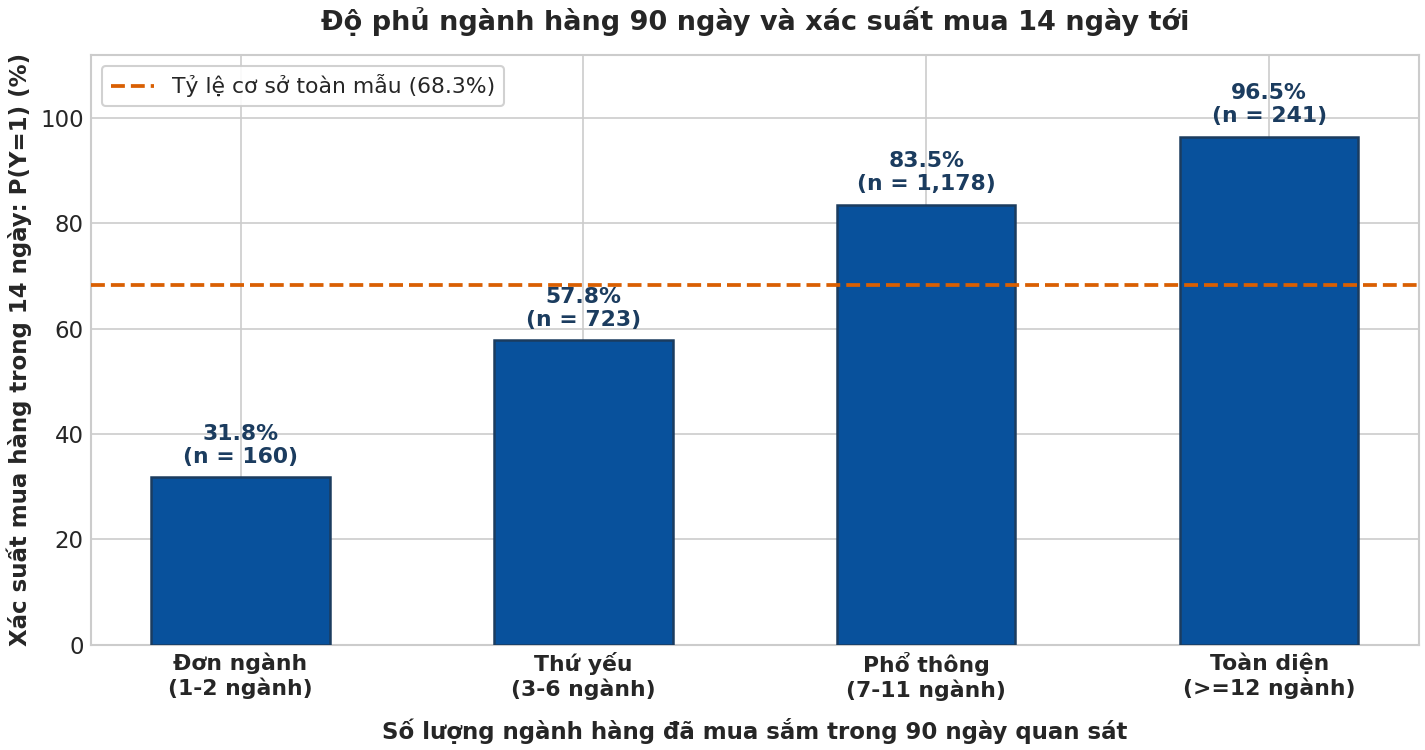 Độ phủ ngành hàng 90 ngày và xác suất mua 14 ngày tới
Xác suất mua hàng trong 14 ngày: P(Y=1) (%)
Tỷ lệ cơ sở toàn mẫu (68.3%)
100
80
60
40
20
0
31.8%
(n = 160)
57.8%
(n = 723)
83.5%
(n = 1,178)
96.5%
(n = 241)
Đơn ngành
(1-2 ngành)
Thứ yếu
(3-6 ngành)
Phổ thông
(7-11 ngành)
Toàn diện
(>=12 ngành)
Số lượng ngành hàng đã mua sắm trong 90 ngày quan sát